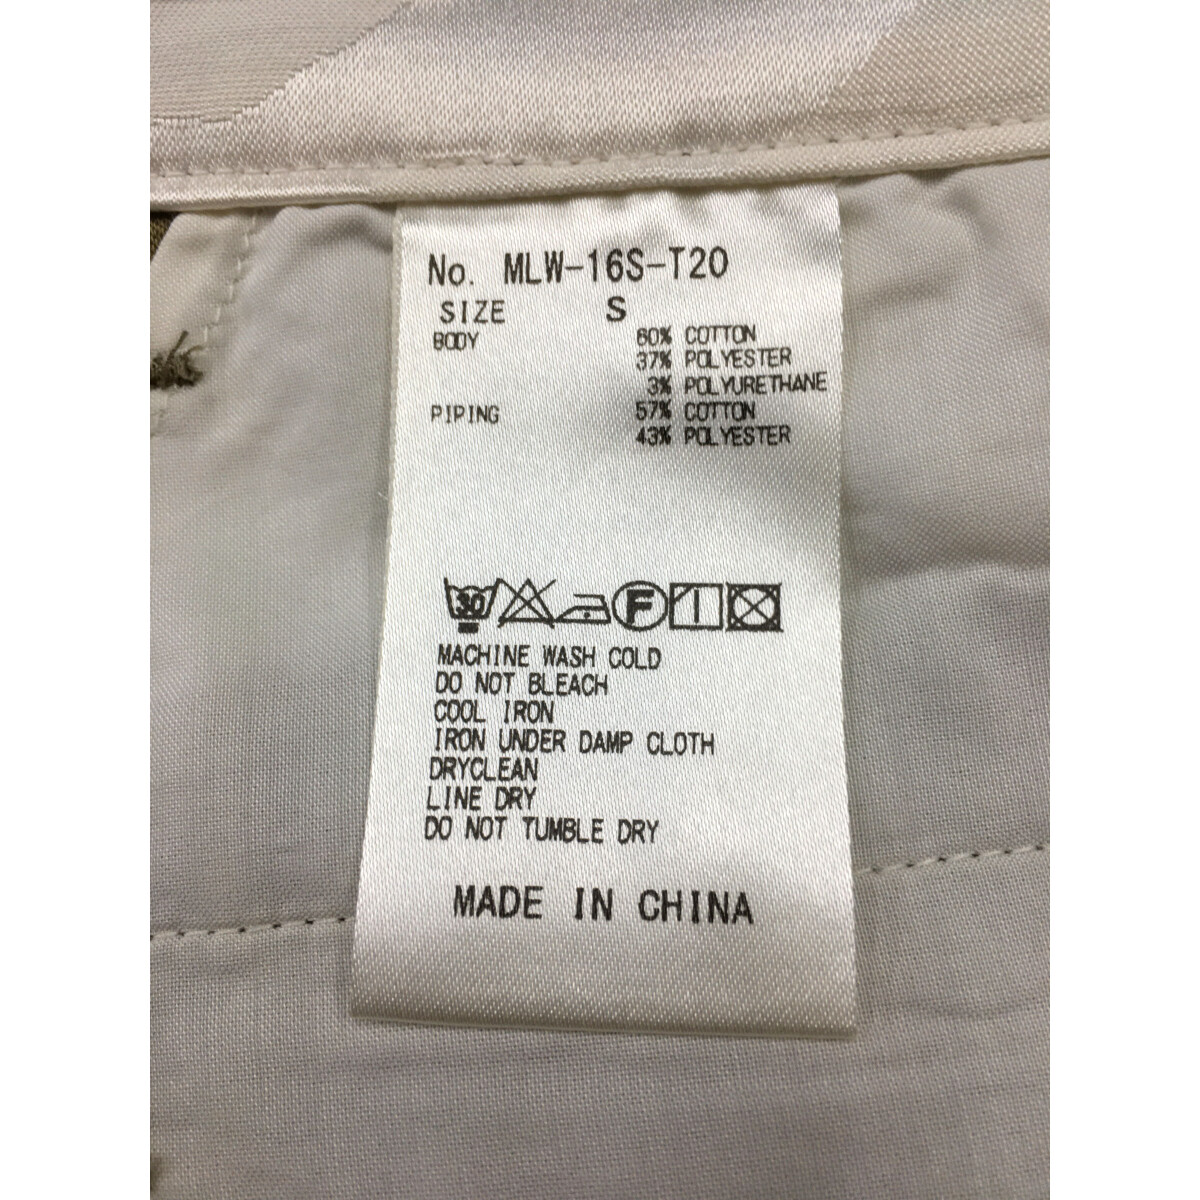 No. MLW-16S-T20
SIZE S
BODY 60% COTTON
37% POLYESTER
3% POLYURETHANE
PIPING 57% COTTON
43% POLYESTER
30 F
MACHINE WASH COLD
DO NOT BLEACH
COOL IRON
IRON UNDER DAMP CLOTH
DRYCLEAN
LINE DRY
DO NOT TUMBLE DRY
MADE IN CHINA